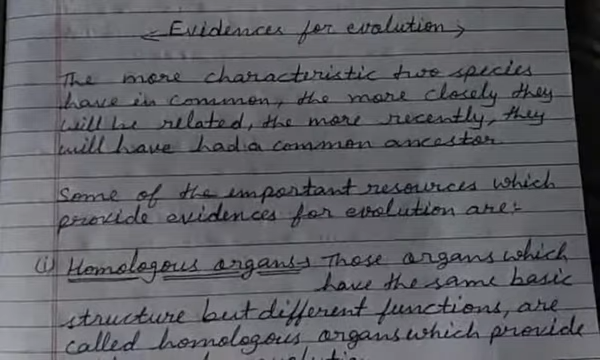 < Evidences for evolution >
The more characteristic two species
have in common, the more closely they
will be related, the more recently, they
will have had a common ancestor
Some of the important resources which
provide evidences for evolution are:-
(i) Homologous organs → Those organs which
have the same basic
structure but different functions, are
called homologous organs which provide